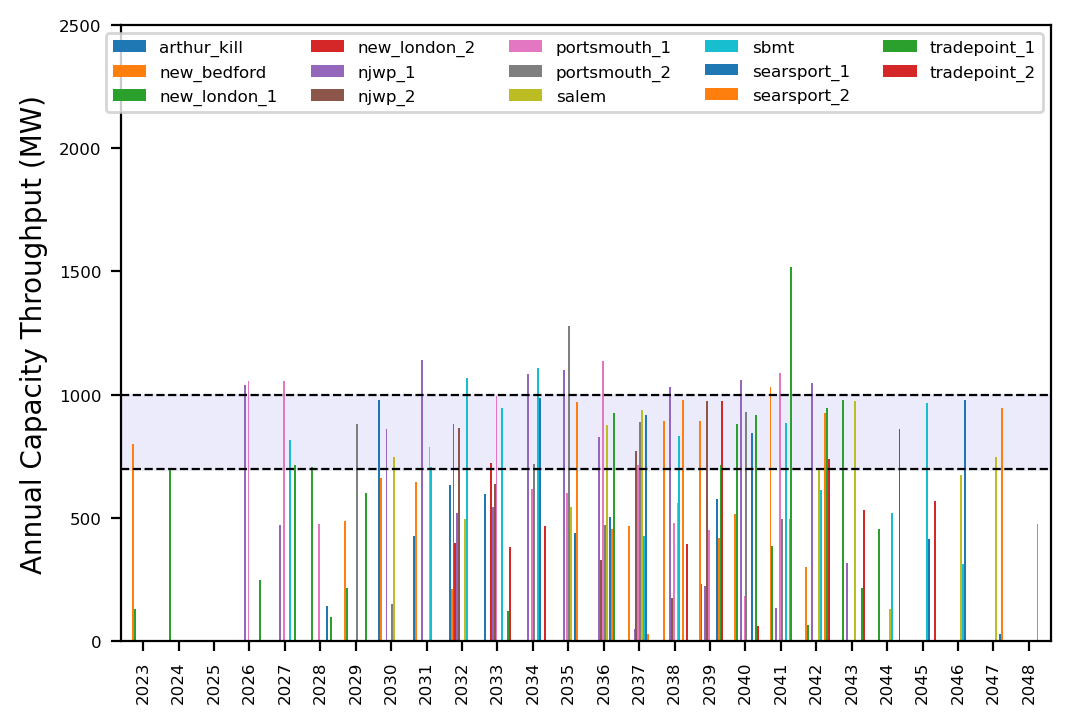 2500
arthur_kill new_london_2 portsmouth_1 sbmt tradepoint_1
new_bedford njwp_1 portsmouth_2 searsport_1 tradepoint_2
new_london_1 njwp_2 salem searsport_2
2000
1500
1000
500
0
Annual Capacity Throughput (MW)
2023 2024 2025 2026 2027 2028 2029 2030 2031 2032 2033 2034 2035 2036 2037 2038 2039 2040 2041 2042 2043 2044 2045 2046 2047 2048